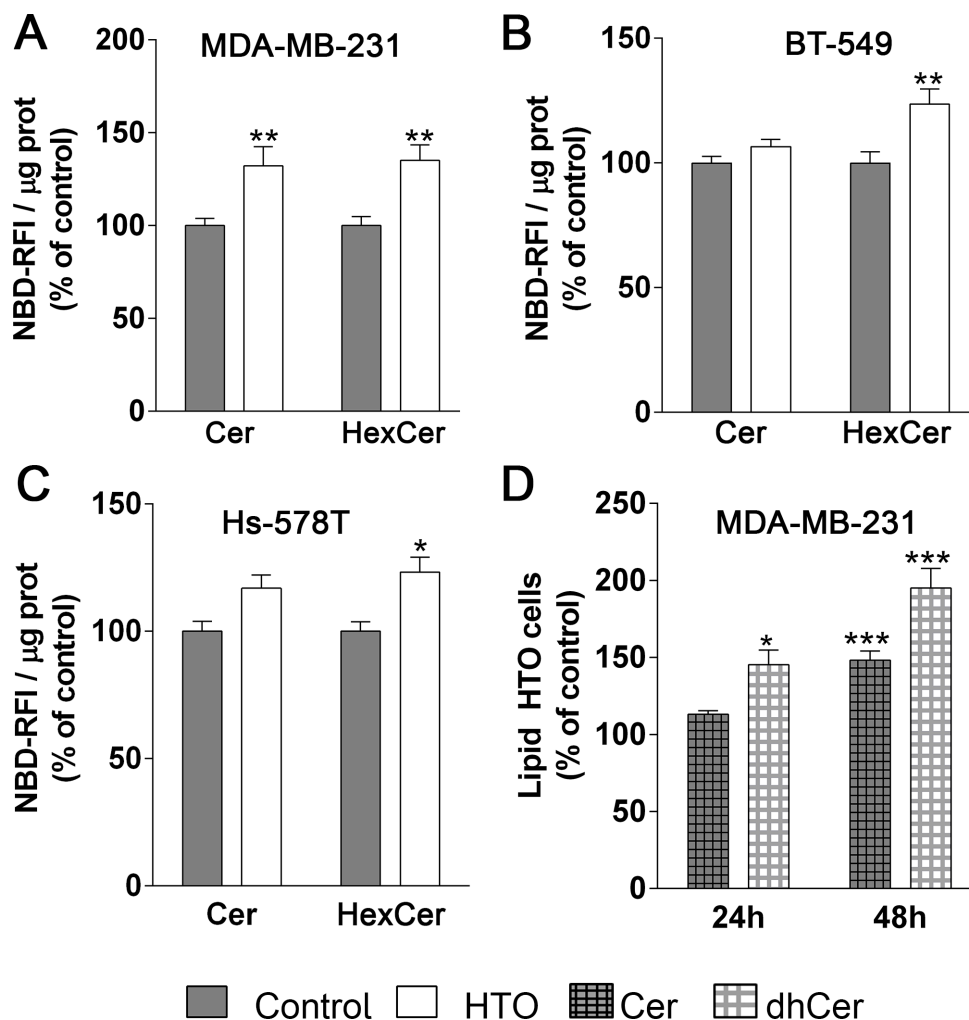 A
MDA-MB-231
NBD-RFI / µg prot
(% of control)
200
150
100
50
0
**
**
Cer
HexCer
B
BT-549
NBD-RFI / µg prot
(% of control)
150
100
50
0
**
Cer
HexCer
C
Hs-578T
NBD-RFI / µg prot
(% of control)
150
100
50
0
*
Cer
HexCer
D
MDA-MB-231
Lipid HTO cells
(% of control)
250
200
150
100
50
0
*
***
***
24h
48h
Control
HTO
Cer
dhCer